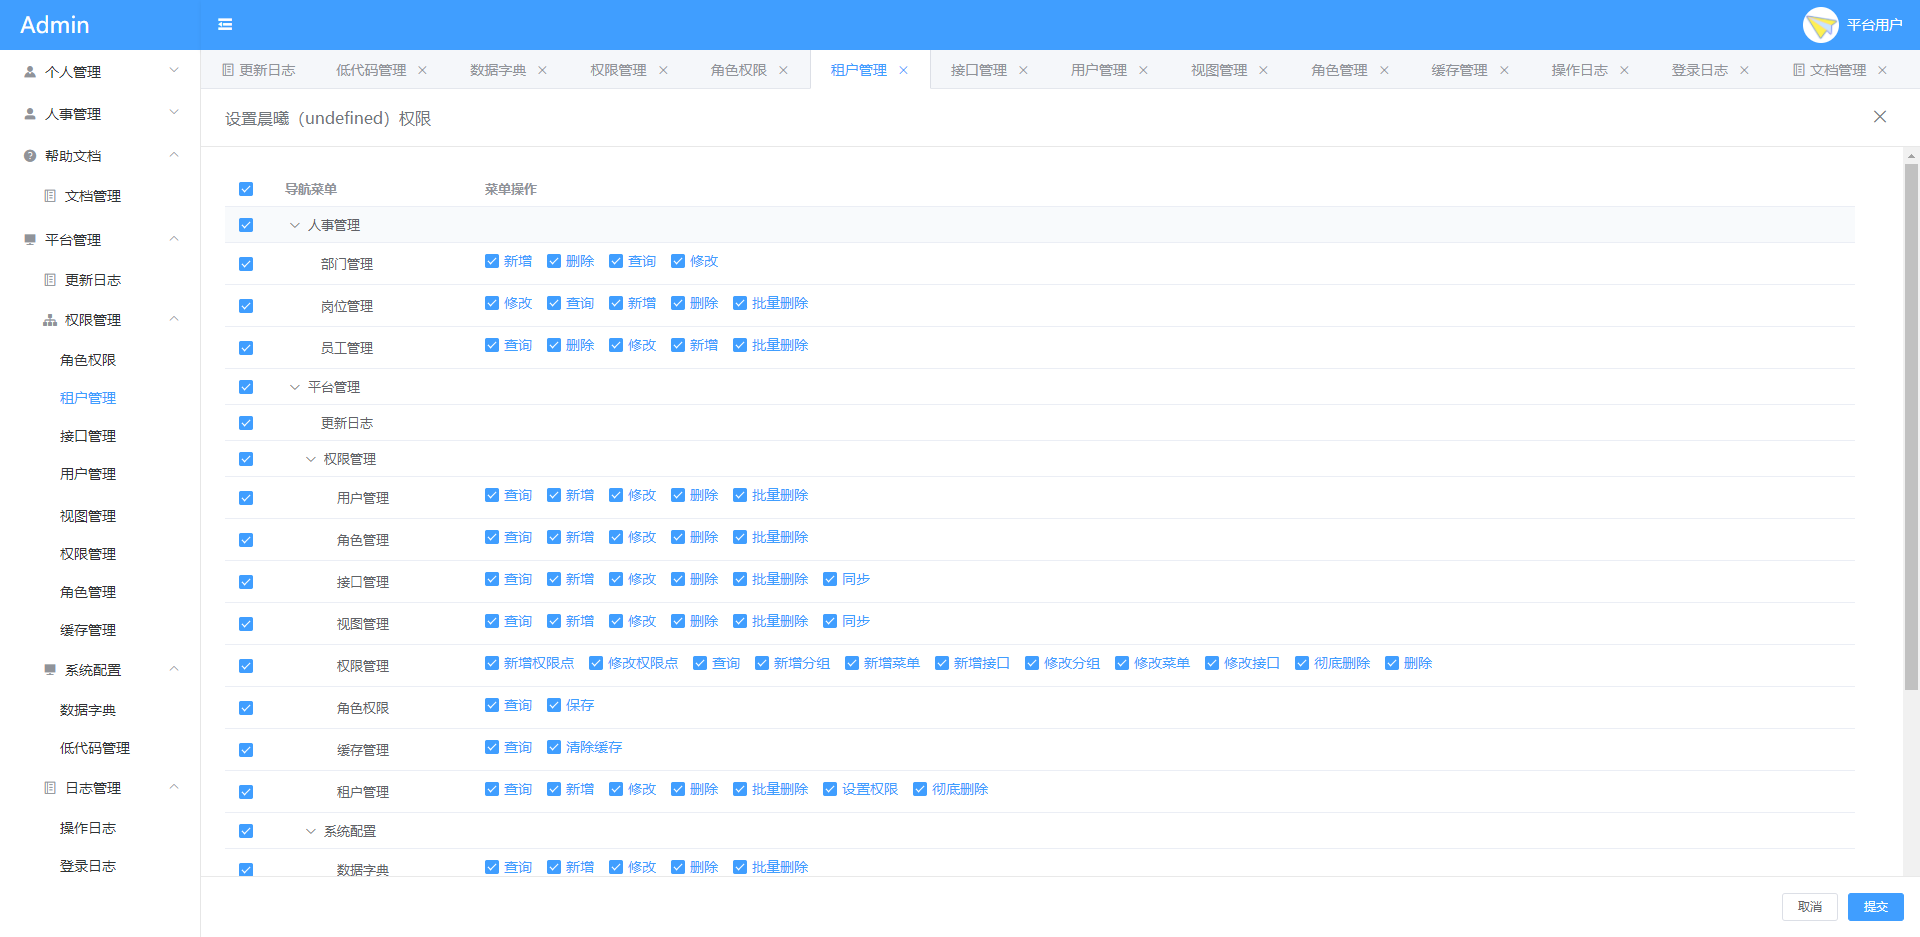 Admin
平台用户
个人管理
人事管理
帮助文档
文档管理
平台管理
更新日志
权限管理
角色权限
租户管理
接口管理
用户管理
视图管理
权限管理
角色管理
缓存管理
系统配置
数据字典
低代码管理
日志管理
操作日志
登录日志
更新日志 低代码管理 数据字典 权限管理 角色权限 租户管理 接口管理 用户管理 视图管理 角色管理 缓存管理 操作日志 登录日志 文档管理
设置晨曦（undefined）权限
导航菜单 菜单操作
人事管理
部门管理 新增 删除 查询 修改
岗位管理 修改 查询 新增 删除 批量删除
员工管理 查询 删除 修改 新增 批量删除
平台管理
更新日志
权限管理
用户管理 查询 新增 修改 删除 批量删除
角色管理 查询 新增 修改 删除 批量删除
接口管理 查询 新增 修改 删除 批量删除 同步
视图管理 查询 新增 修改 删除 批量删除 同步
权限管理 新增权限点 修改权限点 查询 新增分组 新增菜单 新增接口 修改分组 修改菜单 修改接口 彻底删除 删除
角色权限 查询 保存
缓存管理 查询 清除缓存
租户管理 查询 新增 修改 删除 批量删除 设置权限 彻底删除
系统配置
数据字典 查询 新增 修改 删除 批量删除
取消 提交